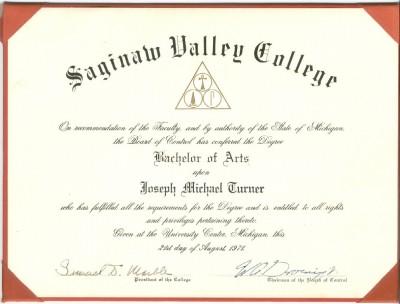 Saginaw Valley College
On recommendation of the Faculty, and by authority of the State of Michigan,
the Board of Control has conferred the Degree
Bachelor of Arts
upon
Joseph Michael Turner
who has fulfilled all the requirements for the Degree and is entitled to all rights
and privileges pertaining thereto.
Given at the University Center, Michigan, this
21st day of August, 1971.
President of the College
Chairman of the Board of Control